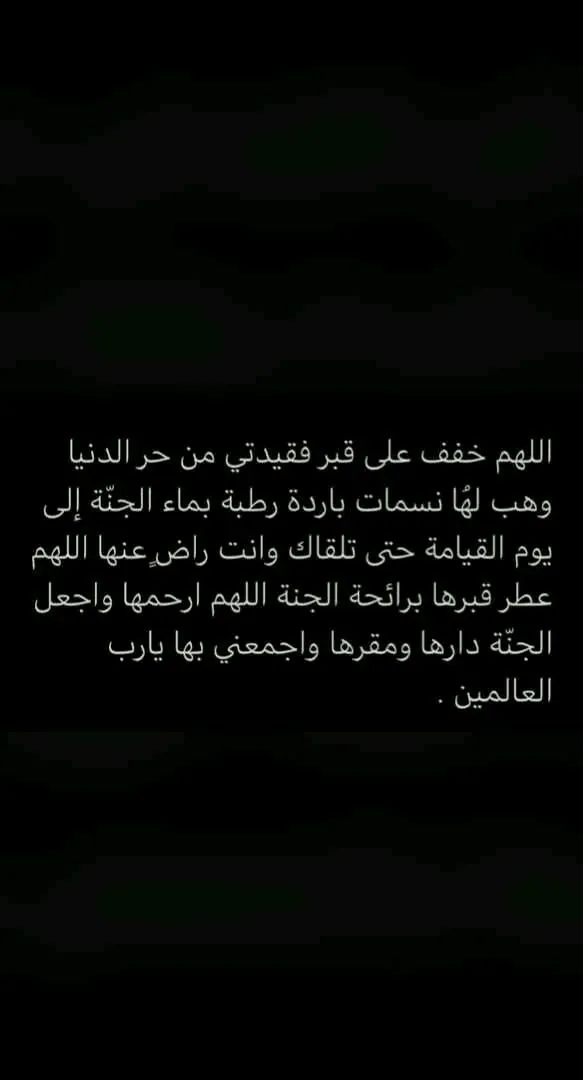 اللهم خفف على قبر فقيدتي من حر الدنيا
وهب لهُا نسمات باردة رطبة بماء الجنّة إلى
يوم القيامة حتى تلقاك وانت راضٍ عنها اللهم
عطر قبرها برائحة الجنة اللهم ارحمها واجعل
الجنّة دارها ومقرها واجمعني بها يارب
العالمين .